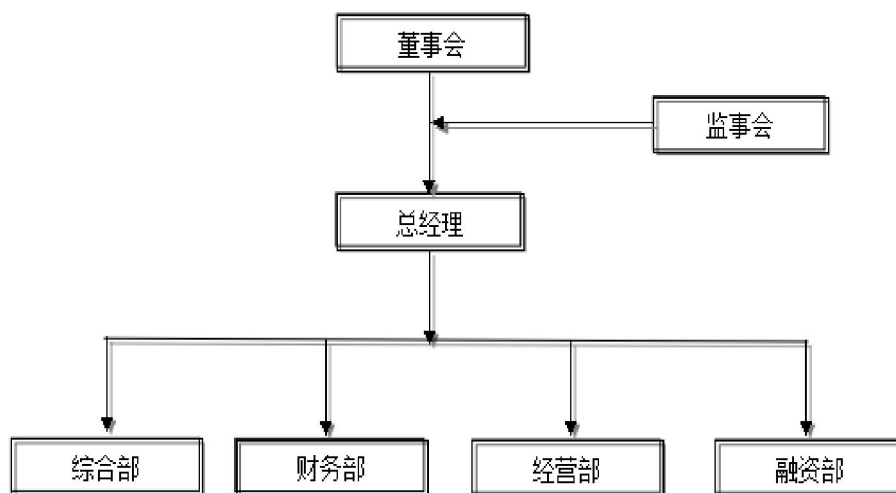 董事会
监事会
总经理
综合部
财务部
经营部
融资部